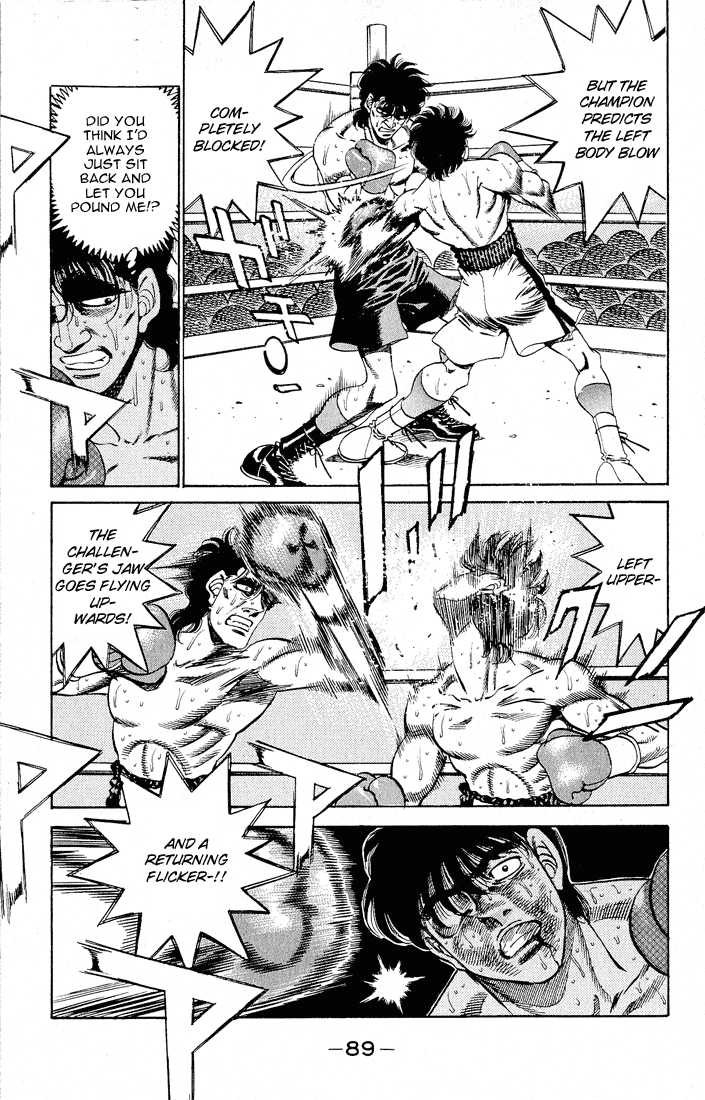 BUT THE
CHAMPION
PREDICTS
THE LEFT
BODY BLOW
COM-
PLETELY
BLOCKED!
DID YOU
THINK I'D
ALWAYS
JUST SIT
BACK AND
LET YOU
POUND ME!?
LEFT
UPPER-
THE
CHALLEN-
GER'S JAW
GOES FLYING
UP-
WARDS!
AND A
RETURNING
FLICKER-!!
P
P
P
P
P
-89-